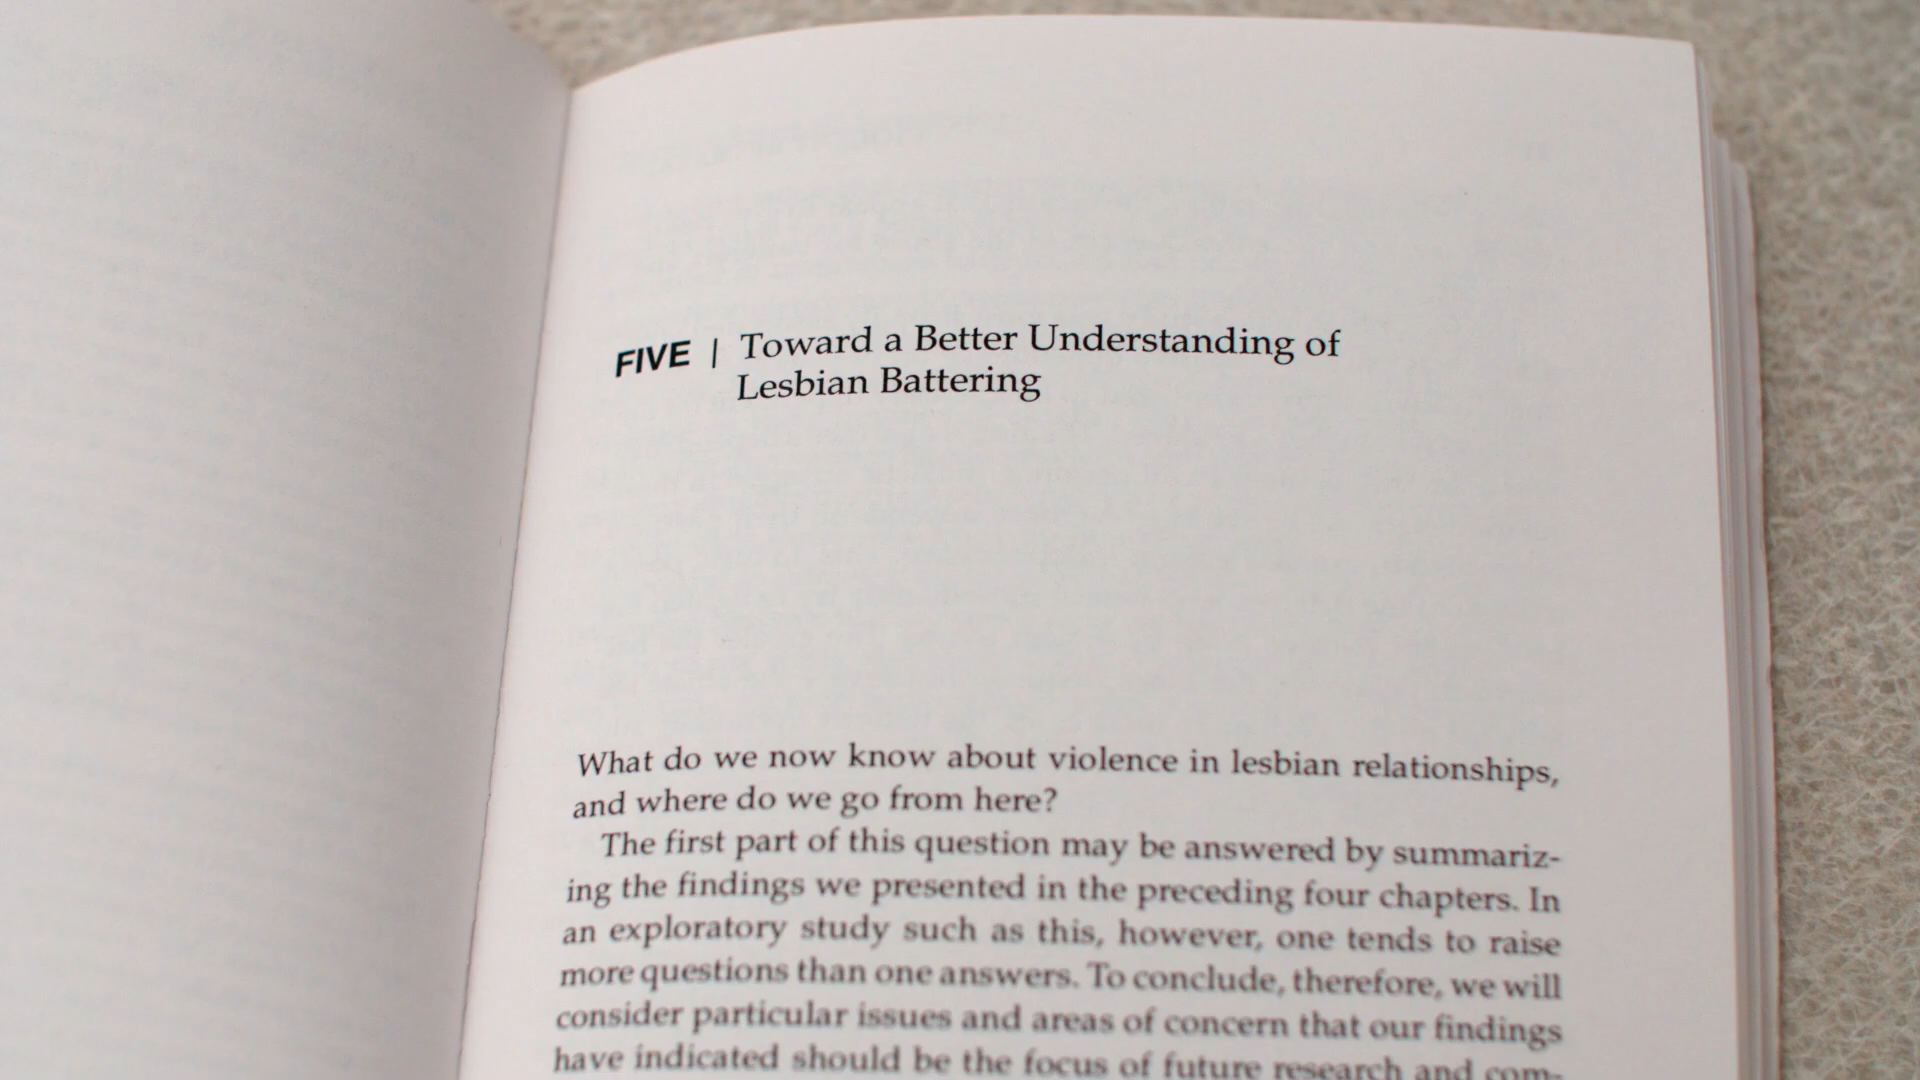 FIVE | Toward a Better Understanding of
Lesbian Battering
What do we now know about violence in lesbian relationships,
and where do we go from here?
The first part of this question may be answered by summariz-
ing the findings we presented in the preceding four chapters. In
an exploratory study such as this, however, one tends to raise
more questions than one answers. To conclude, therefore, we will
consider particular issues and areas of concern that our findings
have indicated should be the focus of future research and com-